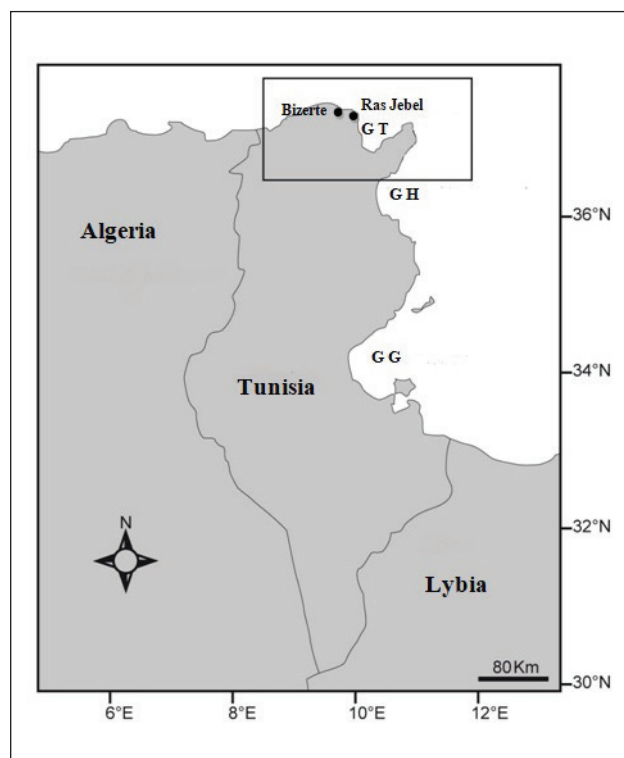 Bizerte
Ras Jebel
G T
G H
36°N
Algeria
G G
34°N
Tunisia
N
32°N
Lybia
80Km
30°N
6°E 8°E 10°E 12°E